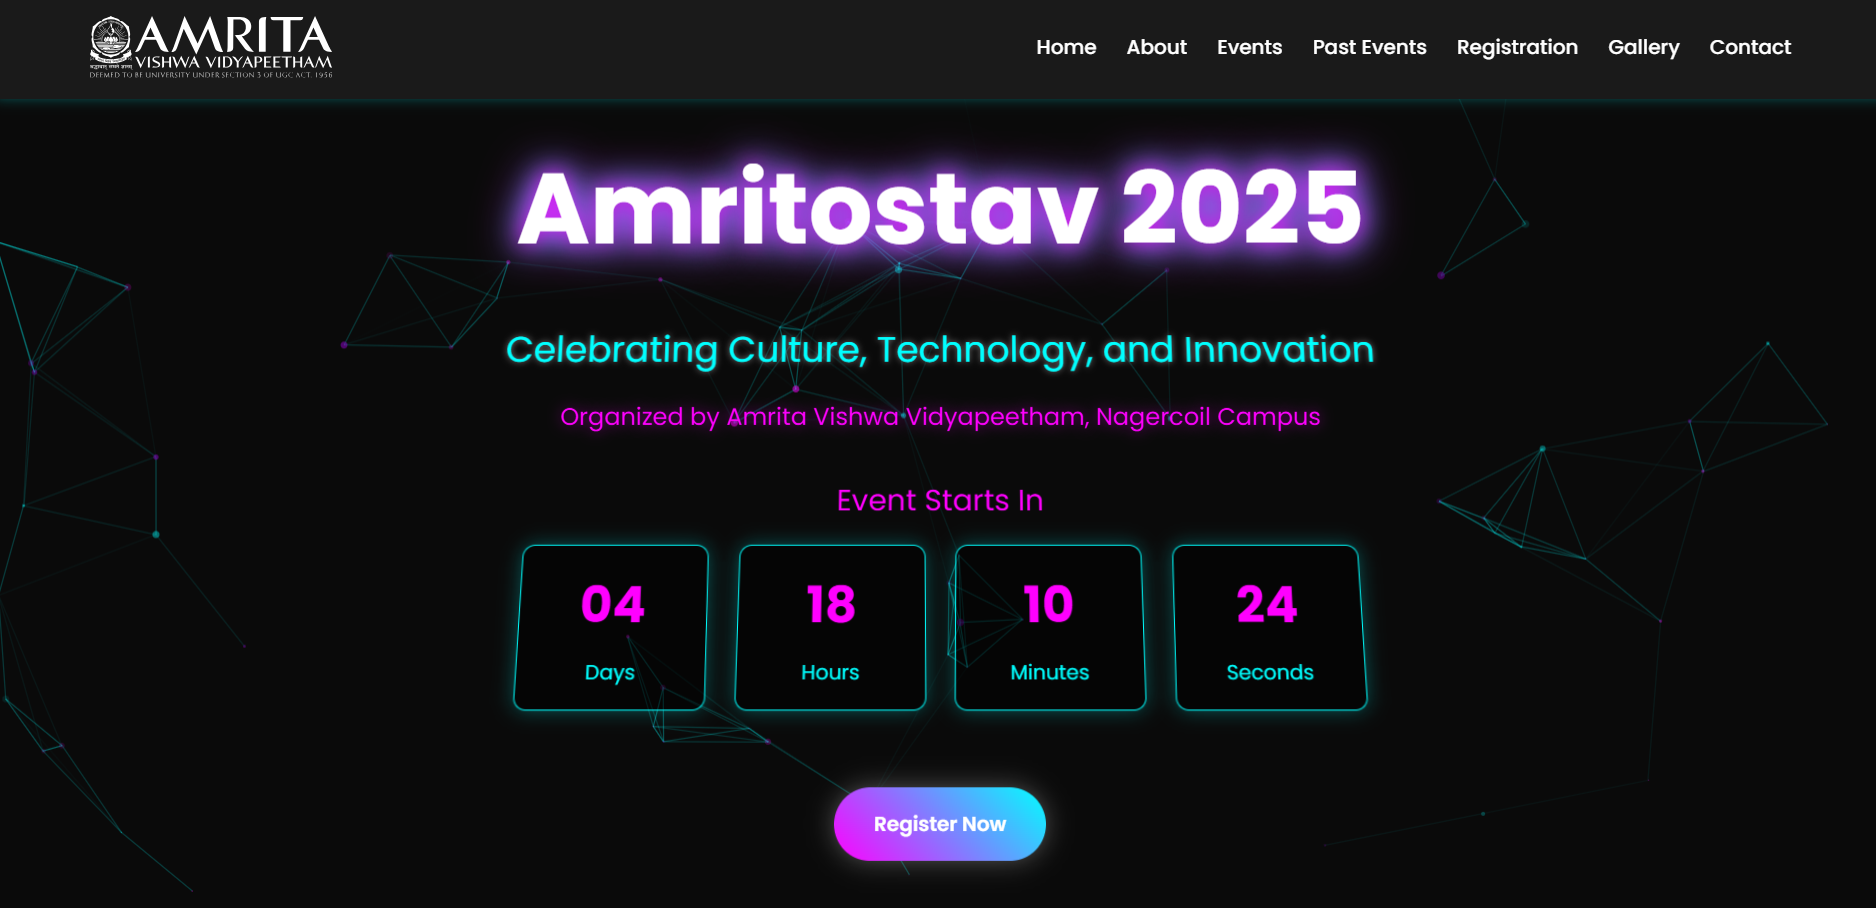 AMRITA
VISHWA VIDYAPEETHAM
DEEMED TO BE UNIVERSITY UNDER SECTION 3 OF UGC ACT, 1956
Home About Events Past Events Registration Gallery Contact
Amritostav 2025
Celebrating Culture, Technology, and Innovation
Organized by Amrita Vishwa Vidyapeetham, Nagercoil Campus
Event Starts In
04 18 10 24
Days Hours Minutes Seconds
Register Now